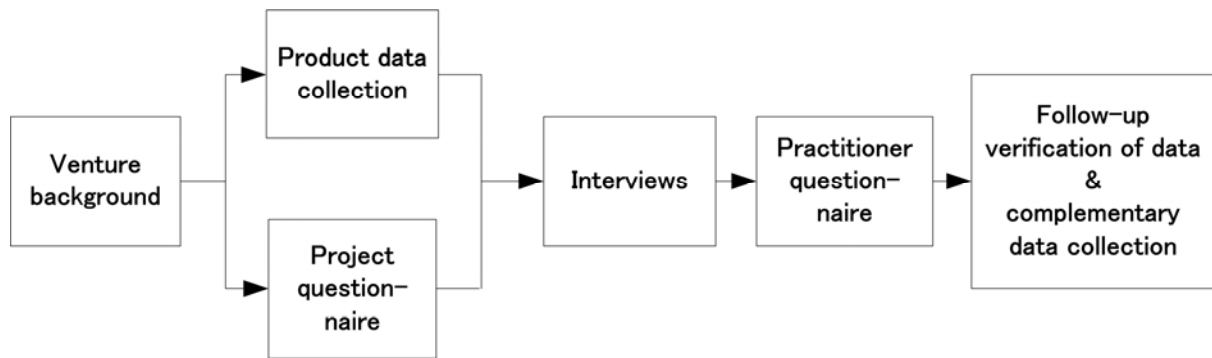 Venture
background
Product data
collection
Project
question-
naire
Interviews
Practitioner
question-
naire
Follow-up
verification of data
&
complementary
data collection